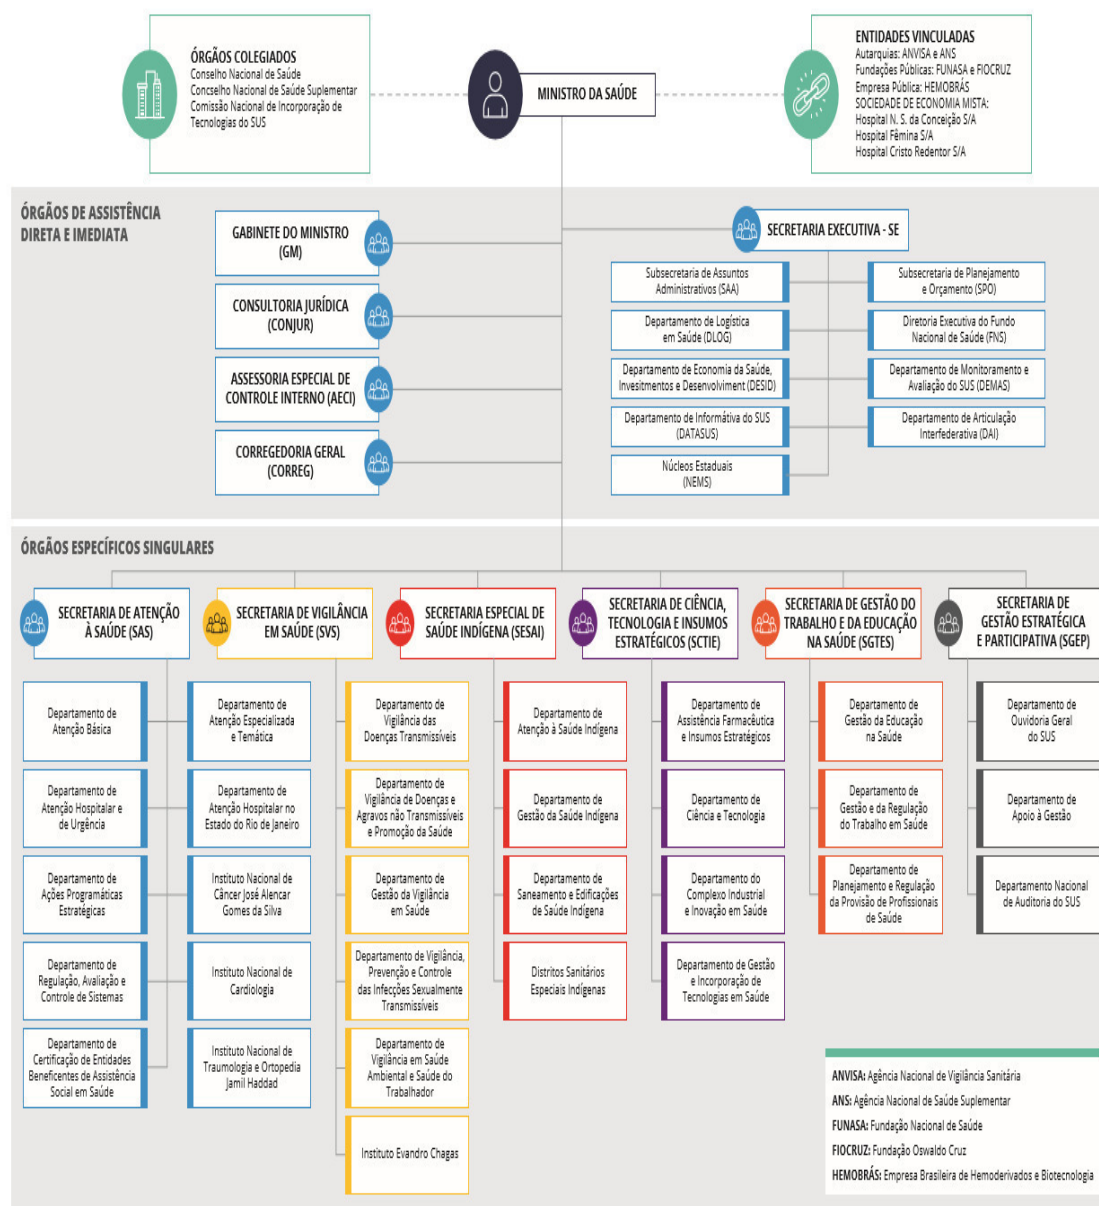 ÓRGÃOS COLEGIADOS
Conselho Nacional de Saúde
Concselho Nacional de Saúde Suplementar
Comissão Nacional de Incorporação de
Tecnologias do SUS
MINISTRO DA SAÚDE
ENTIDADES VINCULADAS
Autarquias: ANVISA e ANS
Fundações Públicas: FUNASA e FIOCRUZ
Empresa Pública: HEMOBRÁS
SOCIEDADE DE ECONOMIA MISTA:
Hospital N. S. da Conceição S/A
Hospital Fêmina S/A
Hospital Cristo Redentor S/A
ÓRGÃOS DE ASSISTÊNCIA
DIRETA E IMEDIATA
GABINETE DO MINISTRO
(GM)
CONSULTORIA JURÍDICA
(CONJUR)
ASSESSORIA ESPECIAL DE
CONTROLE INTERNO (AECI)
CORREGEDORIA GERAL
(CORREG)
SECRETARIA EXECUTIVA - SE
Subsecretaria de Assuntos
Administrativos (SAA)
Subsecretaria de Planejamento
e Orçamento (SPO)
Departamento de Logística
em Saúde (DLOG)
Diretoria Executiva do Fundo
Nacional de Saúde (FNS)
Departamento de Economia da Saúde,
Invesitmentos e Desenvolviment (DESID)
Departamento de Monitoramento e
Avaliação do SUS (DEMAS)
Departamento de Informátva do SUS
(DATASUS)
Departamento de Articulação
Interfederativa (DAI)
Núcleos Estaduais
(NEMS)
ÓRGÃOS ESPECÍFICOS SINGULARES
SECRETARIA DE ATENÇÃO
À SAÚDE (SAS)
SECRETARIA DE VIGILÂNCIA
EM SAÚDE (SVS)
SECRETARIA ESPECIAL DE
SAÚDE INDÍGENA (SESAI)
SECRETARIA DE CIÊNCIA,
TECNOLOGIA E INSUMOS
ESTRATÉGICOS (SCTIE)
SECRETARIA DE GESTÃO DO
TRABALHO E DA EDUCAÇÃO
NA SAÚDE (SGTES)
SECRETARIA DE
GESTÃO ESTRATÉGICA
E PARTICIPATIVA (SGEP)
Departamento de
Atenção Básica
Departamento de
Atenção Hospitalar e
de Urgência
Departamento de
Ações Programáticas
Estratégicas
Departamento de
Regulação, Avaliação e
Controle de Sistemas
Departamento de
Certificação de Entidades
Beneficentes de Assistência
Social em Saúde
Departamento de
Atenção Especializada
e Temática
Departamento de
Atenção Hospitalar no
Estado do Rio de Janeiro
Instituto Nacional de
Câncer José Alencar
Gomes da Silva
Instituto Nacional de
Cardiologia
Instituto Nacional de
Traumologia e Ortopedia
Jamil Haddad
Departamento de
Vigilância das
Doenças Transmissíveis
Departamento de
Vigilância de Doenças e
Agravos não Transmissíveis
e Promoção da Saúde
Departamento de
Gestão da Vigilância
em Saúde
Departamento de Vigilância,
Prevenção e Controle
das Infecções Sexualmente
Transmissíveis
Departamento de
Vigilância em Saúde
Ambiental e Saúde do
Trabalhador
Instituto Evandro Chagas
Departamento de
Atenção à Saúde Indígena
Departamento de
Gestão da Saúde Indígena
Departamento de
Saneamento e Edificações
de Saúde Indígena
Distritos Sanitários
Especiais Indígenas
Departamento de
Assistência Farmacêutica
e Insumos Estratégicos
Departamento de
Ciência e Tecnologia
Departamento do
Complexo Industrial
e Inovação em Saúde
Departamento de Gestão
e Incorporação de
Tecnologias em Saúde
Departamento de
Gestão da Educação
na Saúde
Departamento de
Gestão e da Regulação
do Trabalho em Saúde
Departamento de
Planejamento e Regulação
da Provisão de Profissionais
de Saúde
Departamento de
Ouvidoria Geral
do SUS
Departamento de
Apoio à Gestão
Departamento Nacional
de Auditoria do SUS
ANVISA: Agência Nacional de Vigilância Sanitária
ANS: Agência Nacional de Saúde Suplementar
FUNASA: Fundação Nacional de Saúde
FIOCRUZ: Fundação Oswaldo Cruz
HEMOBRÁS: Empresa Brasileira de Hemoderivados e Biotecnologia